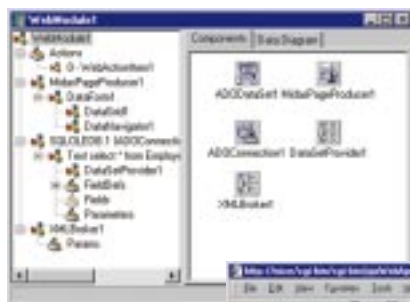 WebModule1
WebModule1
Actions
0 - WebActionItem1
MidasPageProducer1
DataForm1
DataGrid1
DataNavigator1
SQLOLEDB.1 (ADOConnection
Text select * from Employe
DataSetProvider1
FieldDefs
Fields
Parameters
XMLBroker1
Params
Components Data Diagram
ADODataSet1 MidasPageProducer1
ADOConnection1 DataSetProvider1
XMLBroker1
File Edit View Favorites Tools